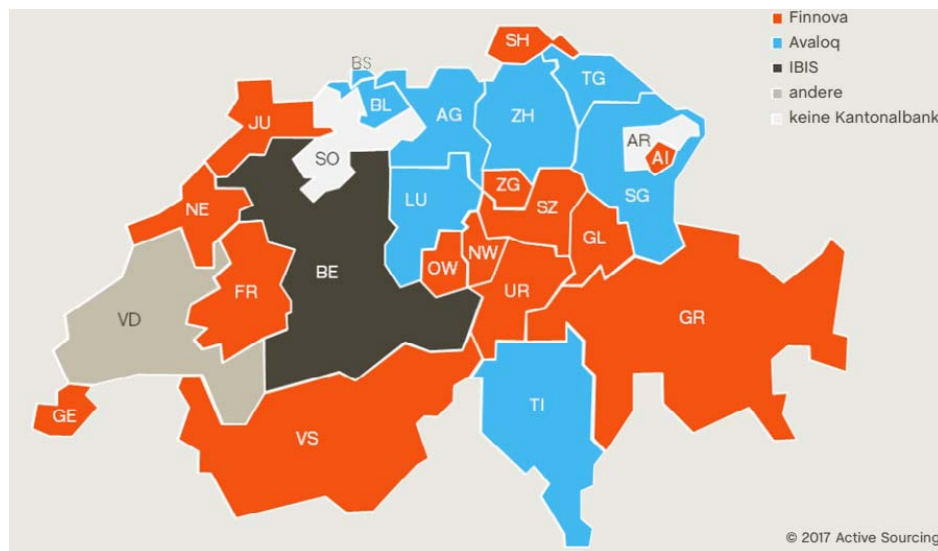 Finnova
Avaloq
IBIS
andere
keine Kantonalbank
SH
BS
TG
BL
AG
ZH
JU
AR
AI
SO
ZG
SG
LU
SZ
NE
GL
NW
OW
BE
UR
FR
GR
VD
TI
GE
VS
© 2017 Active Sourcing